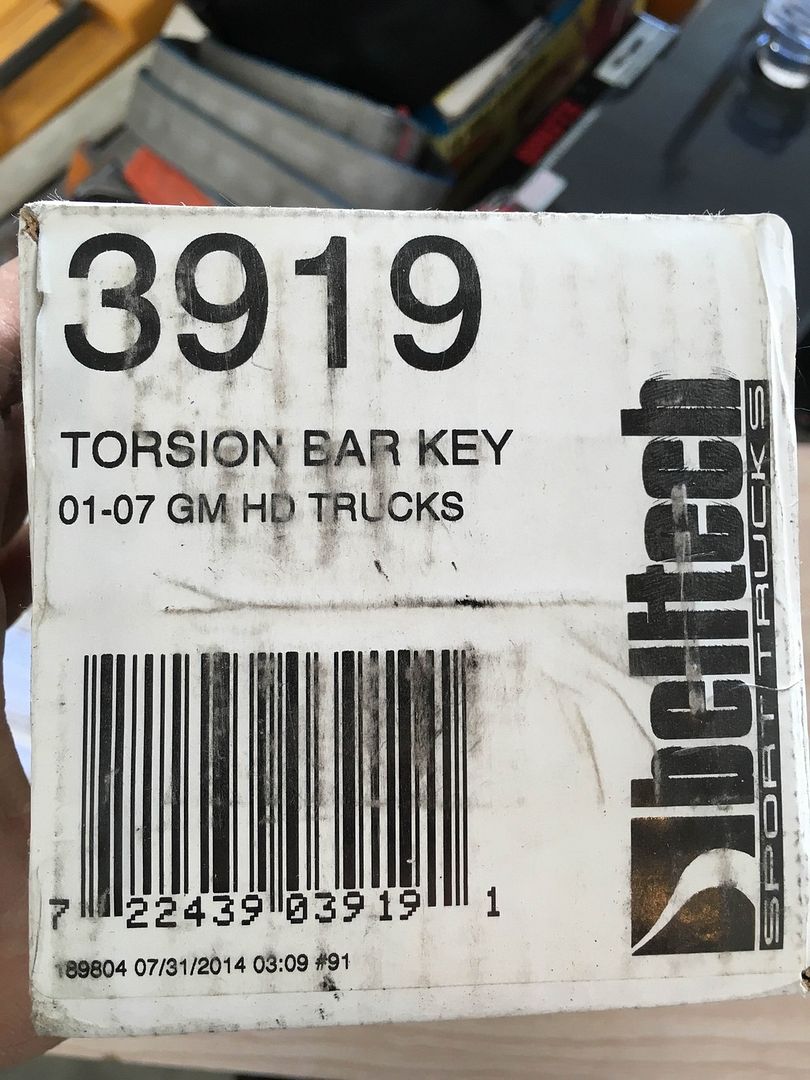 3919
TORSION BAR KEY
01-07 GM HD TRUCKS
7 22439 03919 1
89804 07/31/2014 03:09 #91
belltech
SPORT TRUCKS